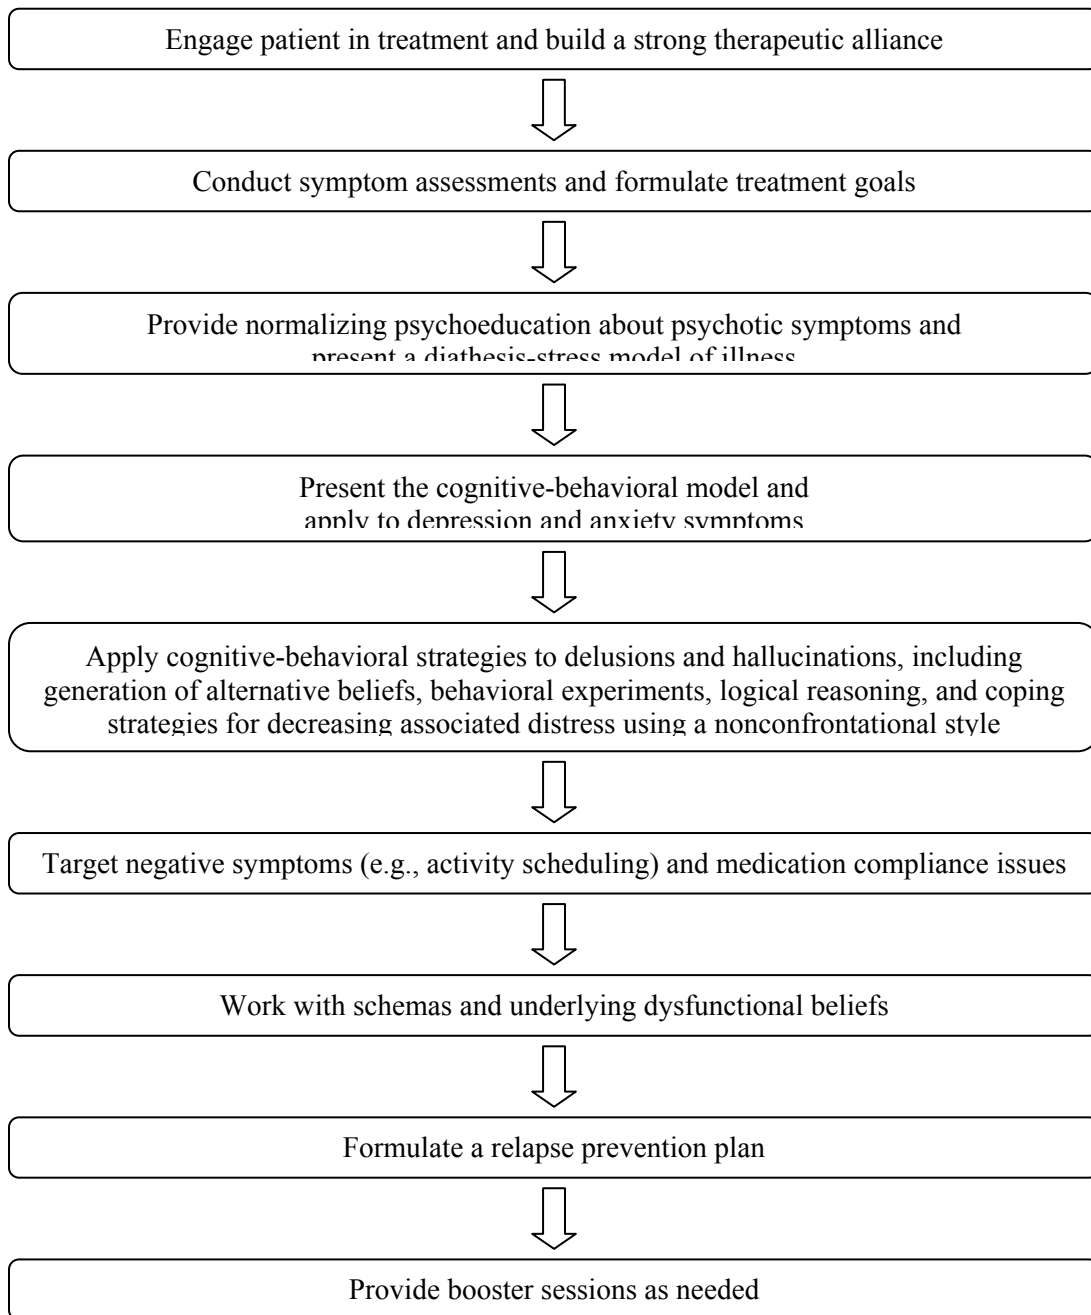 Engage patient in treatment and build a strong therapeutic alliance
Conduct symptom assessments and formulate treatment goals
Provide normalizing psychoeducation about psychotic symptoms and
present a diathesis-stress model of illness
Present the cognitive-behavioral model and
apply to depression and anxiety symptoms
Apply cognitive-behavioral strategies to delusions and hallucinations, including
generation of alternative beliefs, behavioral experiments, logical reasoning, and coping
strategies for decreasing associated distress using a nonconfrontational style
Target negative symptoms (e.g., activity scheduling) and medication compliance issues
Work with schemas and underlying dysfunctional beliefs
Formulate a relapse prevention plan
Provide booster sessions as needed